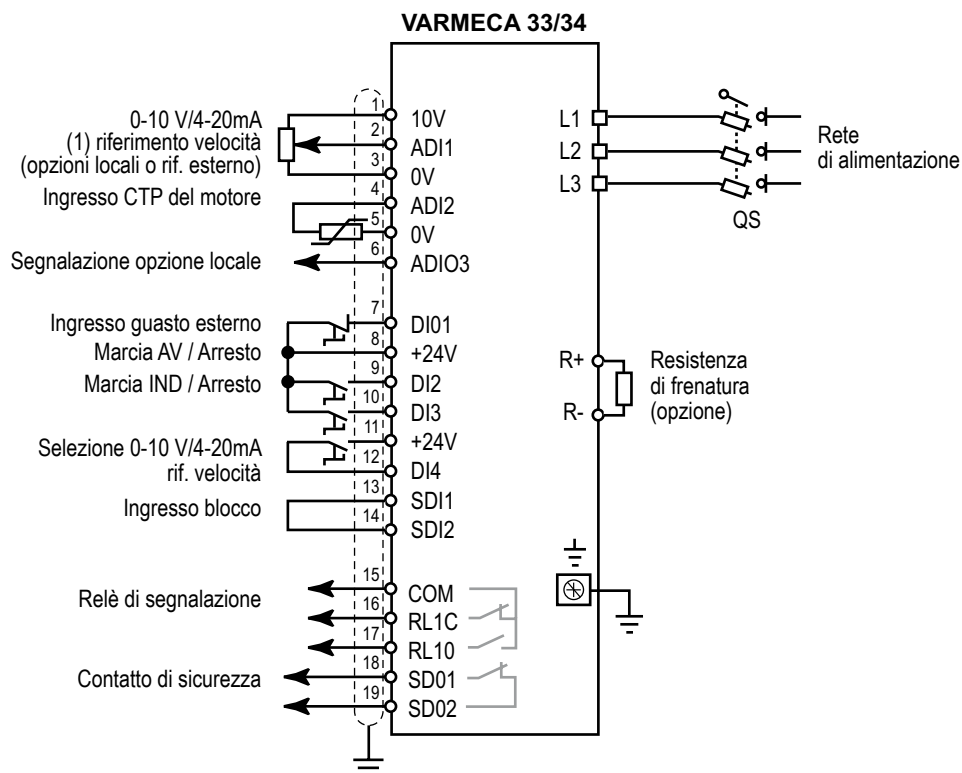 VARMECA 33/34
0-10 V/4-20mA
(1) riferimento velocità
(opzioni locali o rif. esterno)
Ingresso CTP del motore
Segnalazione opzione locale
Ingresso guasto esterno
Marcia AV / Arresto
Marcia IND / Arresto
Selezione 0-10 V/4-20mA
rif. velocità
Ingresso blocco
Relè di segnalazione
Contatto di sicurezza
1 10V
2 ADI1
3 0V
4 ADI2
5 0V
6 ADIO3
7 DI01
8 +24V
9 DI2
10 DI3
11 +24V
12 DI4
13 SDI1
14 SDI2
15 COM
16 RL1C
17 RL10
18 SD01
19 SD02
L1
L2
L3
QS
Rete
di alimentazione
R+
R-
Resistenza
di frenatura
(opzione)